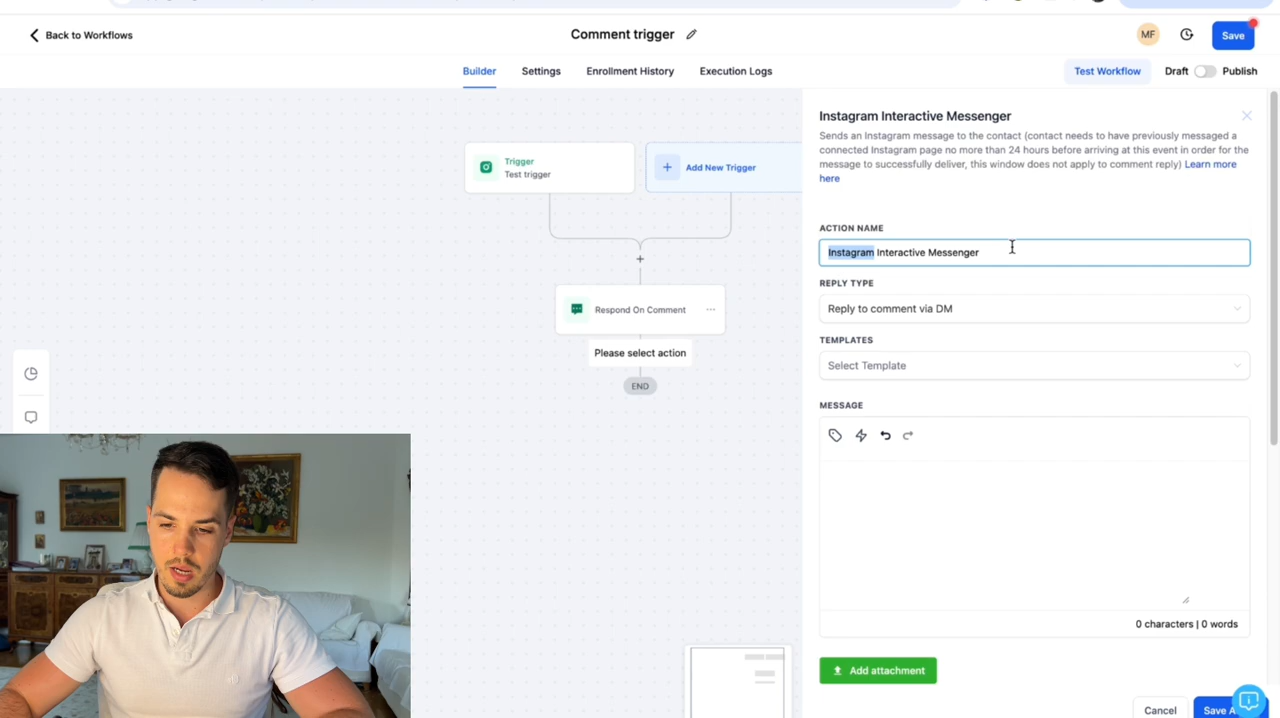 Back to Workflows
Comment trigger
MF
Save
Builder
Settings
Enrollment History
Execution Logs
Test Workflow
Draft
Publish
Trigger
Test trigger
Add New Trigger
Respond On Comment
Please select action
END
Instagram Interactive Messenger
Sends an Instagram message to the contact (contact needs to have previously messaged a
connected Instagram page no more than 24 hours before arriving at this event in order for the
message to successfully deliver, this window does not apply to comment reply) Learn more
here
ACTION NAME
Instagram Interactive Messenger
REPLY TYPE
Reply to comment via DM
TEMPLATES
Select Template
MESSAGE
0 characters | 0 words
Add attachment
Cancel
Save